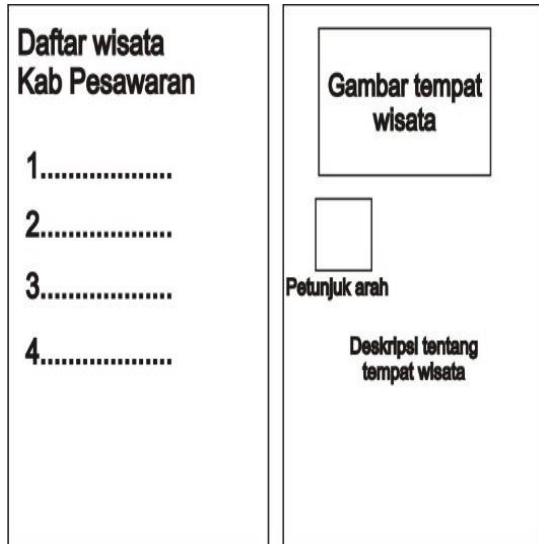 Daftar wisata
Kab Pesawaran
1...................
2...................
3...................
4...................
Gambar tempat
wisata
Petunjuk arah
Deskripsi tentang
tempat wisata